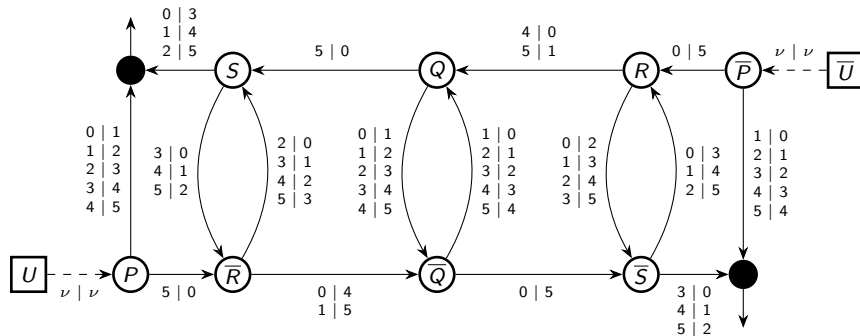 0 | 3
1 | 4
2 | 5
4 | 0
5 | 1
5 | 0
0 | 5
ν | ν
S
Q
R
P̅
U̅
0 | 1
1 | 2
2 | 3
3 | 4
4 | 5
3 | 0
4 | 1
5 | 2
2 | 0
3 | 1
4 | 2
5 | 3
0 | 1
1 | 2
2 | 3
3 | 4
4 | 5
1 | 0
2 | 1
3 | 2
4 | 3
5 | 4
0 | 2
1 | 3
2 | 4
3 | 5
0 | 3
1 | 4
2 | 5
1 | 0
2 | 1
3 | 2
4 | 3
5 | 4
U
P
R̅
Q̅
S̅
ν | ν
5 | 0
0 | 4
1 | 5
0 | 5
3 | 0
4 | 1
5 | 2